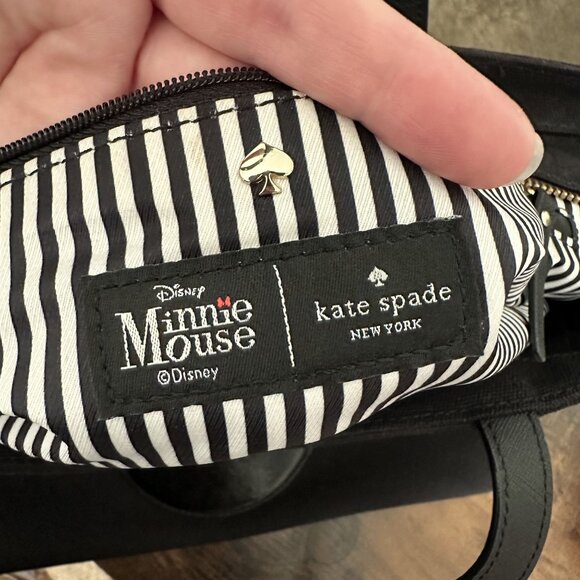 Disney
Minnie
Mouse
©Disney
kate spade
NEW YORK